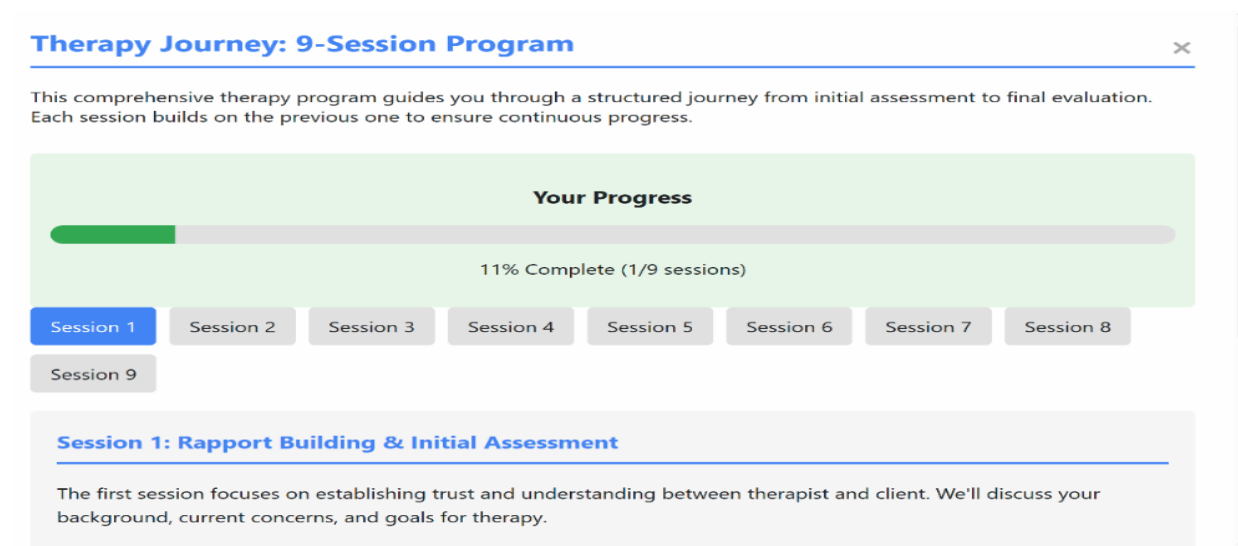 Therapy Journey: 9-Session Program
×
This comprehensive therapy program guides you through a structured journey from initial assessment to final evaluation.
Each session builds on the previous one to ensure continuous progress.
Your Progress
11% Complete (1/9 sessions)
Session 1 Session 2 Session 3 Session 4 Session 5 Session 6 Session 7 Session 8
Session 9
Session 1: Rapport Building & Initial Assessment
The first session focuses on establishing trust and understanding between therapist and client. We'll discuss your
background, current concerns, and goals for therapy.